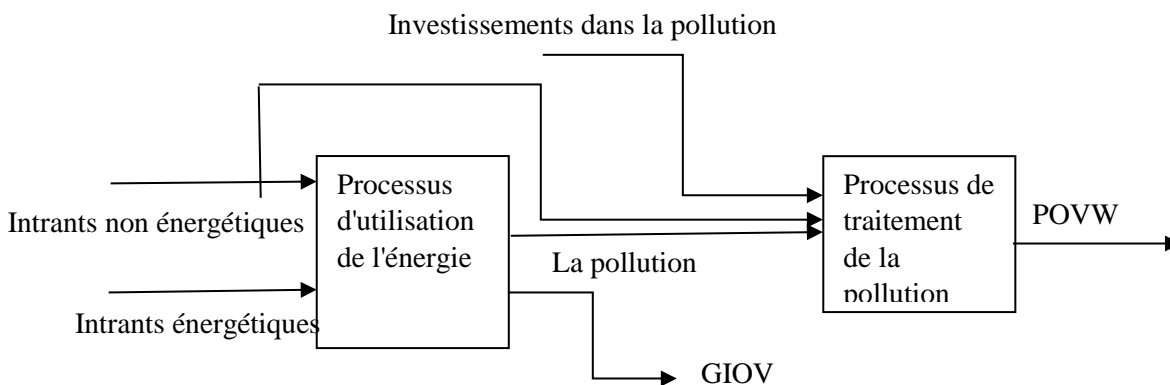 Investissements dans la pollution
Processus
d'utilisation
de l'énergie
Processus de
traitement
de la
pollution
Intrants non énergétiques
POVW
La pollution
Intrants énergétiques
GIOV